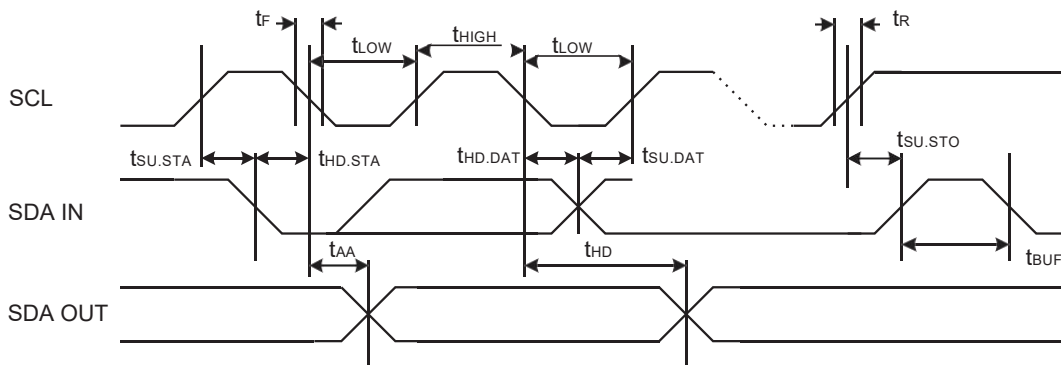 tF
tLOW
tHIGH
tLOW
tR
SCL
tSU.STA
tHD.STA
tHD.DAT
tSU.DAT
tSU.STO
SDA IN
tAA
tHD
tBUF
SDA OUT